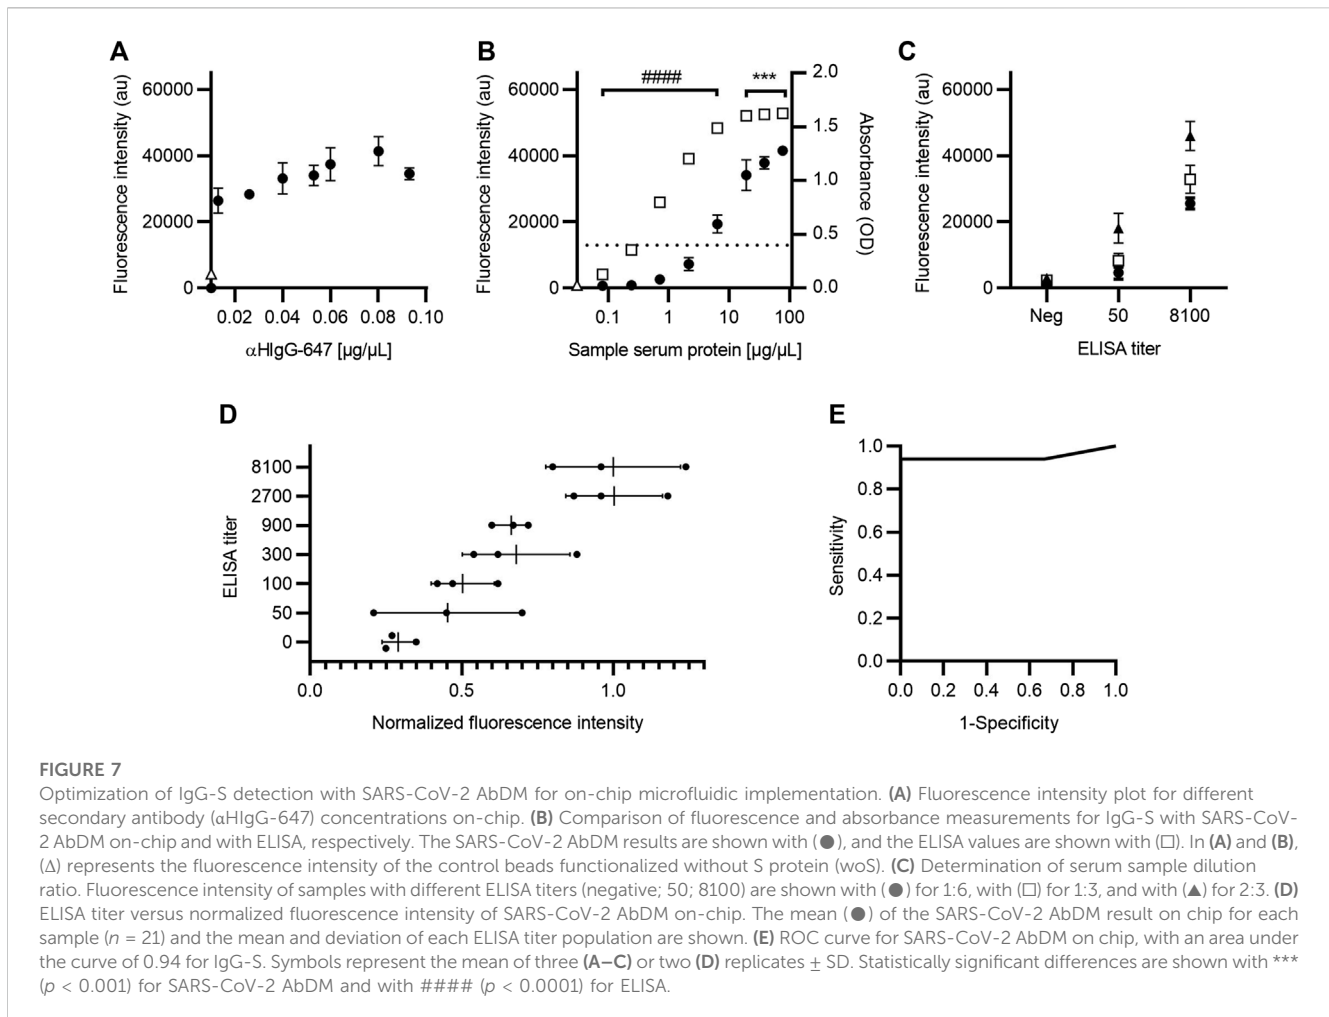 A
B
C
Fluorescence intensity (au)
60000
40000
20000
0
0.02 0.04 0.06 0.08 0.10
αHIgG-647 [µg/µL]
Fluorescence intensity (au)
60000
40000
20000
0
####
***
2.0
1.5
1.0
0.5
0.0
Absorbance (OD)
0.1 1 10 100
Sample serum protein [µg/µL]
Fluorescence intensity (au)
60000
40000
20000
0
Neg 50 8100
ELISA titer
D
E
ELISA titer
8100
2700
900
300
100
50
0
0.0 0.5 1.0
Normalized fluorescence intensity
Sensitivity
1.0
0.8
0.6
0.4
0.2
0.0
0.0 0.2 0.4 0.6 0.8 1.0
1-Specificity
FIGURE 7
Optimization of IgG-S detection with SARS-CoV-2 AbDM for on-chip microfluidic implementation. (A) Fluorescence intensity plot for different
secondary antibody (αHIgG-647) concentrations on-chip. (B) Comparison of fluorescence and absorbance measurements for IgG-S with SARS-CoV-
2 AbDM on-chip and with ELISA, respectively. The SARS-CoV-2 AbDM results are shown with (●), and the ELISA values are shown with (□). In (A) and (B),
(Δ) represents the fluorescence intensity of the control beads functionalized without S protein (woS). (C) Determination of serum sample dilution
ratio. Fluorescence intensity of samples with different ELISA titers (negative; 50; 8100) are shown with (●) for 1:6, with (□) for 1:3, and with (▲) for 2:3. (D)
ELISA titer versus normalized fluorescence intensity of SARS-CoV-2 AbDM on-chip. The mean (●) of the SARS-CoV-2 AbDM result on chip for each
sample (n = 21) and the mean and deviation of each ELISA titer population are shown. (E) ROC curve for SARS-CoV-2 AbDM on chip, with an area under
the curve of 0.94 for IgG-S. Symbols represent the mean of three (A–C) or two (D) replicates ± SD. Statistically significant differences are shown with ***
(p < 0.001) for SARS-CoV-2 AbDM and with #### (p < 0.0001) for ELISA.